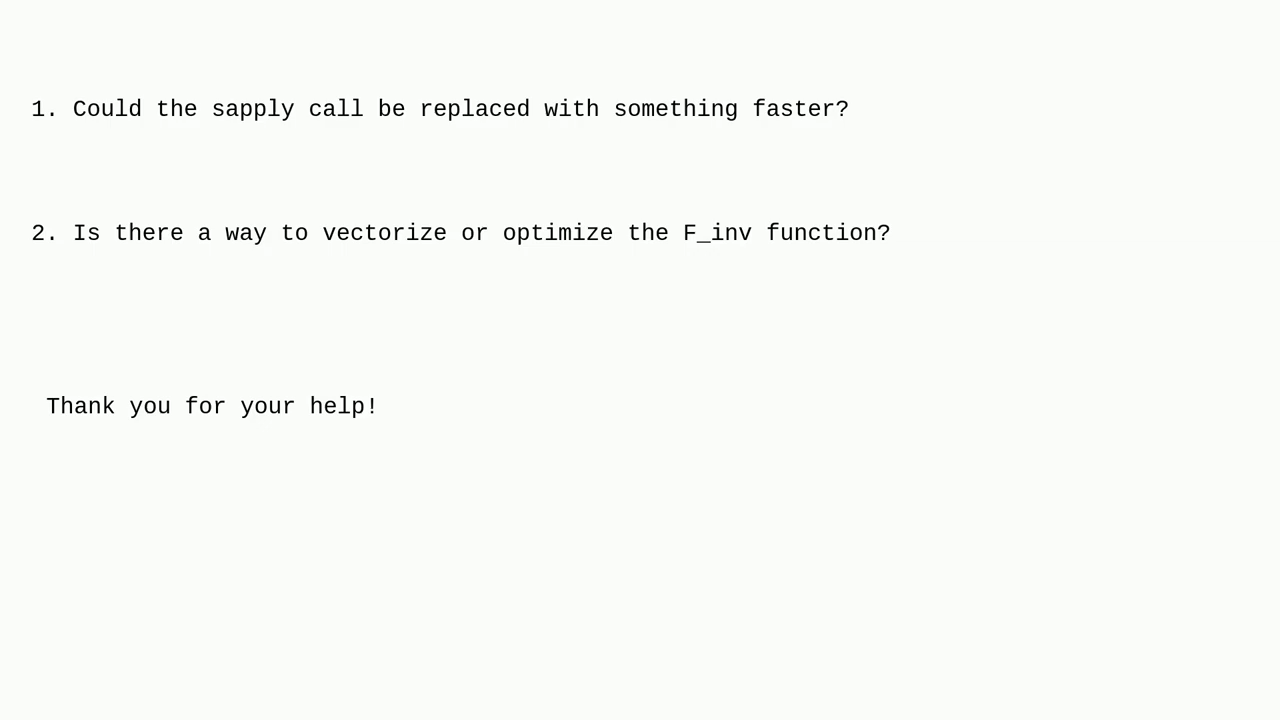 1. Could the sapply call be replaced with something faster?
2. Is there a way to vectorize or optimize the F_inv function?
Thank you for your help!